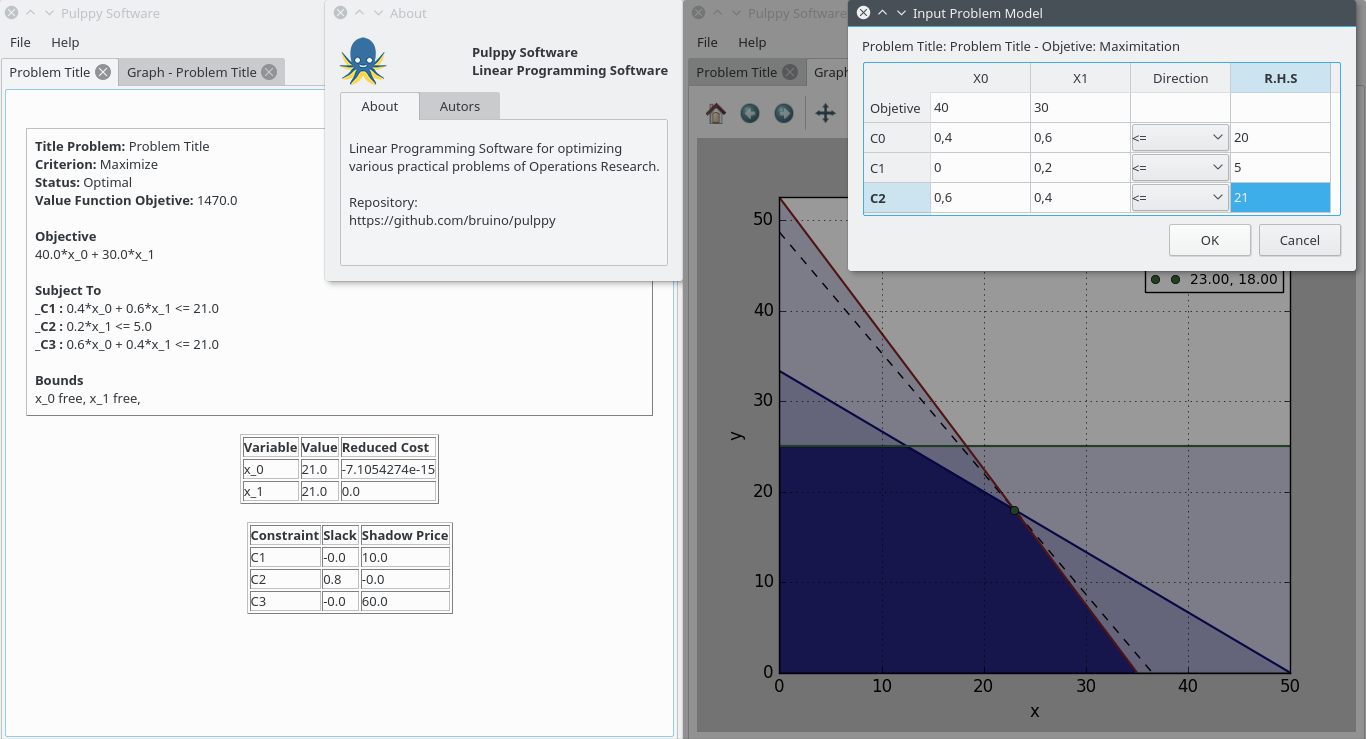 Pulppy Software
File Help
Problem Title Graph - Problem Title
Title Problem: Problem Title
Criterion: Maximize
Status: Optimal
Value Function Objetive: 1470.0
Objective
40.0*x_0 + 30.0*x_1
Subject To
_C1 : 0.4*x_0 + 0.6*x_1 <= 21.0
_C2 : 0.2*x_1 <= 5.0
_C3 : 0.6*x_0 + 0.4*x_1 <= 21.0
Bounds
x_0 free, x_1 free,
Variable Value Reduced Cost
x_0 21.0 -7.1054274e-15
x_1 21.0 0.0
Constraint Slack Shadow Price
C1 -0.0 10.0
C2 0.8 -0.0
C3 -0.0 60.0
About
Pulppy Software
Linear Programming Software
About Autors
Linear Programming Software for optimizing
various practical problems of Operations Research.
Repository:
https://github.com/bruino/pulppy
Pulppy Software
File Help
Problem Title Graph
Input Problem Model
Problem Title: Problem Title - Objetive: Maximitation
X0 X1 Direction R.H.S
Objetive 40 30
C0 0,4 0,6 <= 20
C1 0 0,2 <= 5
C2 0,6 0,4 <= 21
OK Cancel
23.00, 18.00
50
40
30
20
10
0
y
0 10 20 30 40 50
x